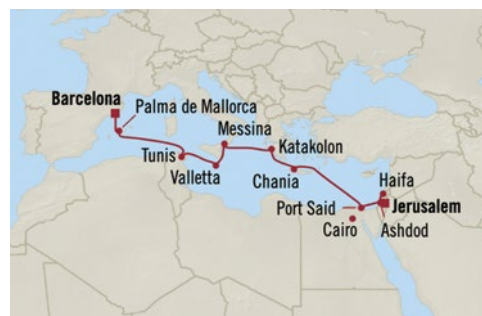 Barcelona
Palma de Mallorca
Messina
Tunis
Katakolon
Valletta
Chania
Haifa
Port Said
Jerusalem
Cairo
Ashdod